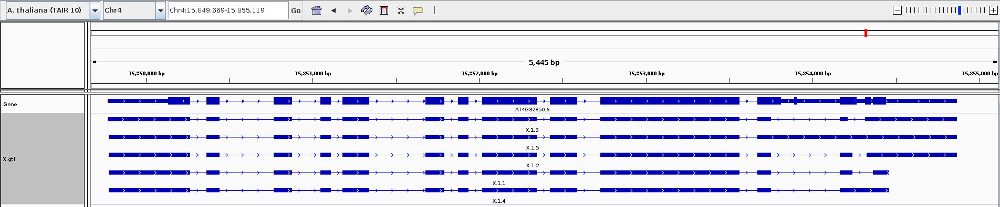 A. thaliana (TAIR 10) Chr4 Chr4:15,849,669-15,855,119 Go
5,445 bp
15,850,000 bp 15,851,000 bp 15,852,000 bp 15,853,000 bp 15,854,000 bp 15,855,000 bp
Gene
AT4G32850.6
X.gtf
X.1.3
X.1.5
X.1.2
X.1.1
X.1.4